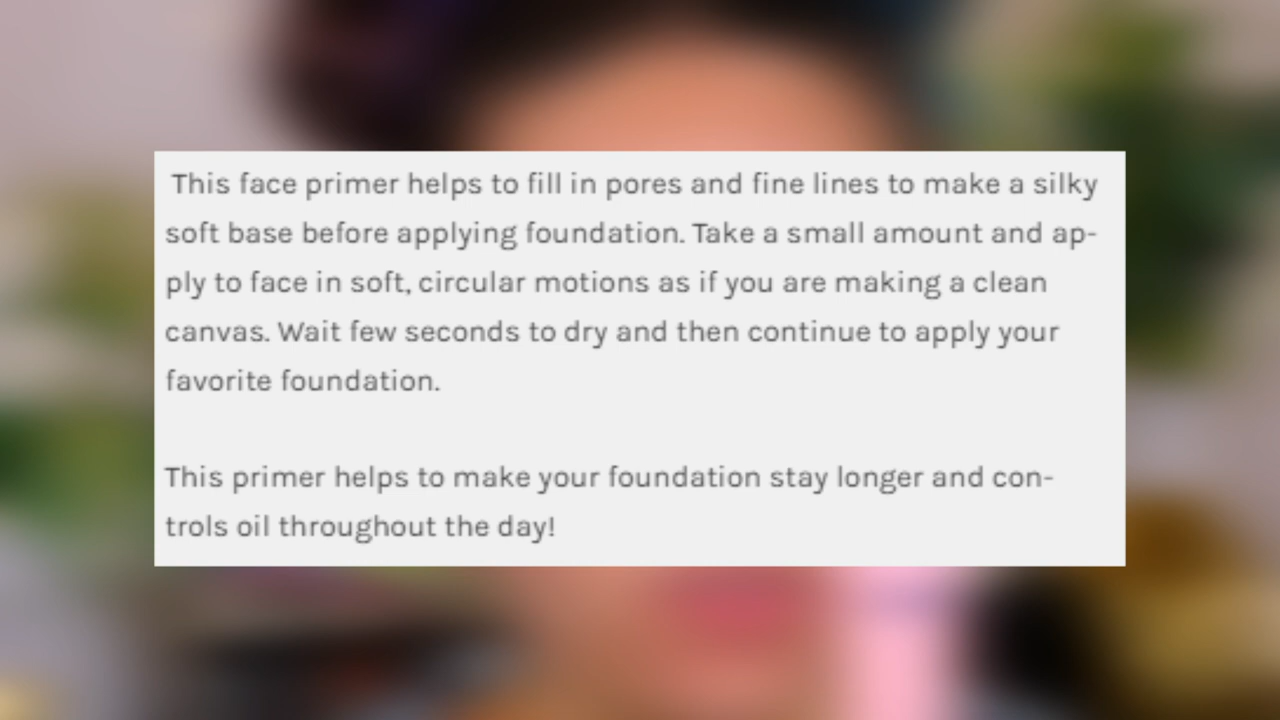 This face primer helps to fill in pores and fine lines to make a silky
soft base before applying foundation. Take a small amount and ap-
ply to face in soft, circular motions as if you are making a clean
canvas. Wait few seconds to dry and then continue to apply your
favorite foundation.
This primer helps to make your foundation stay longer and con-
trols oil throughout the day!